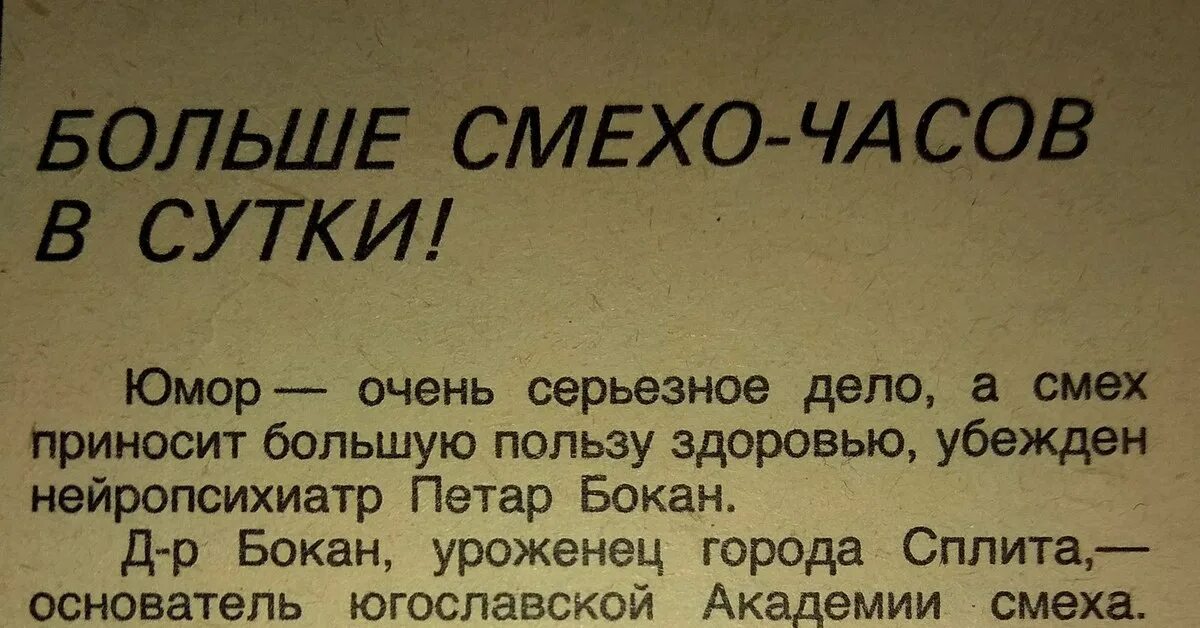 БОЛЬШЕ СМЕХО-ЧАСОВ
В СУТКИ!
Юмор — очень серьезное дело, а смех
приносит большую пользу здоровью, убежден
нейропсихиатр Петар Бокан.
Д-р Бокан, уроженец города Сплита,—
основатель югославской Академии смеха.